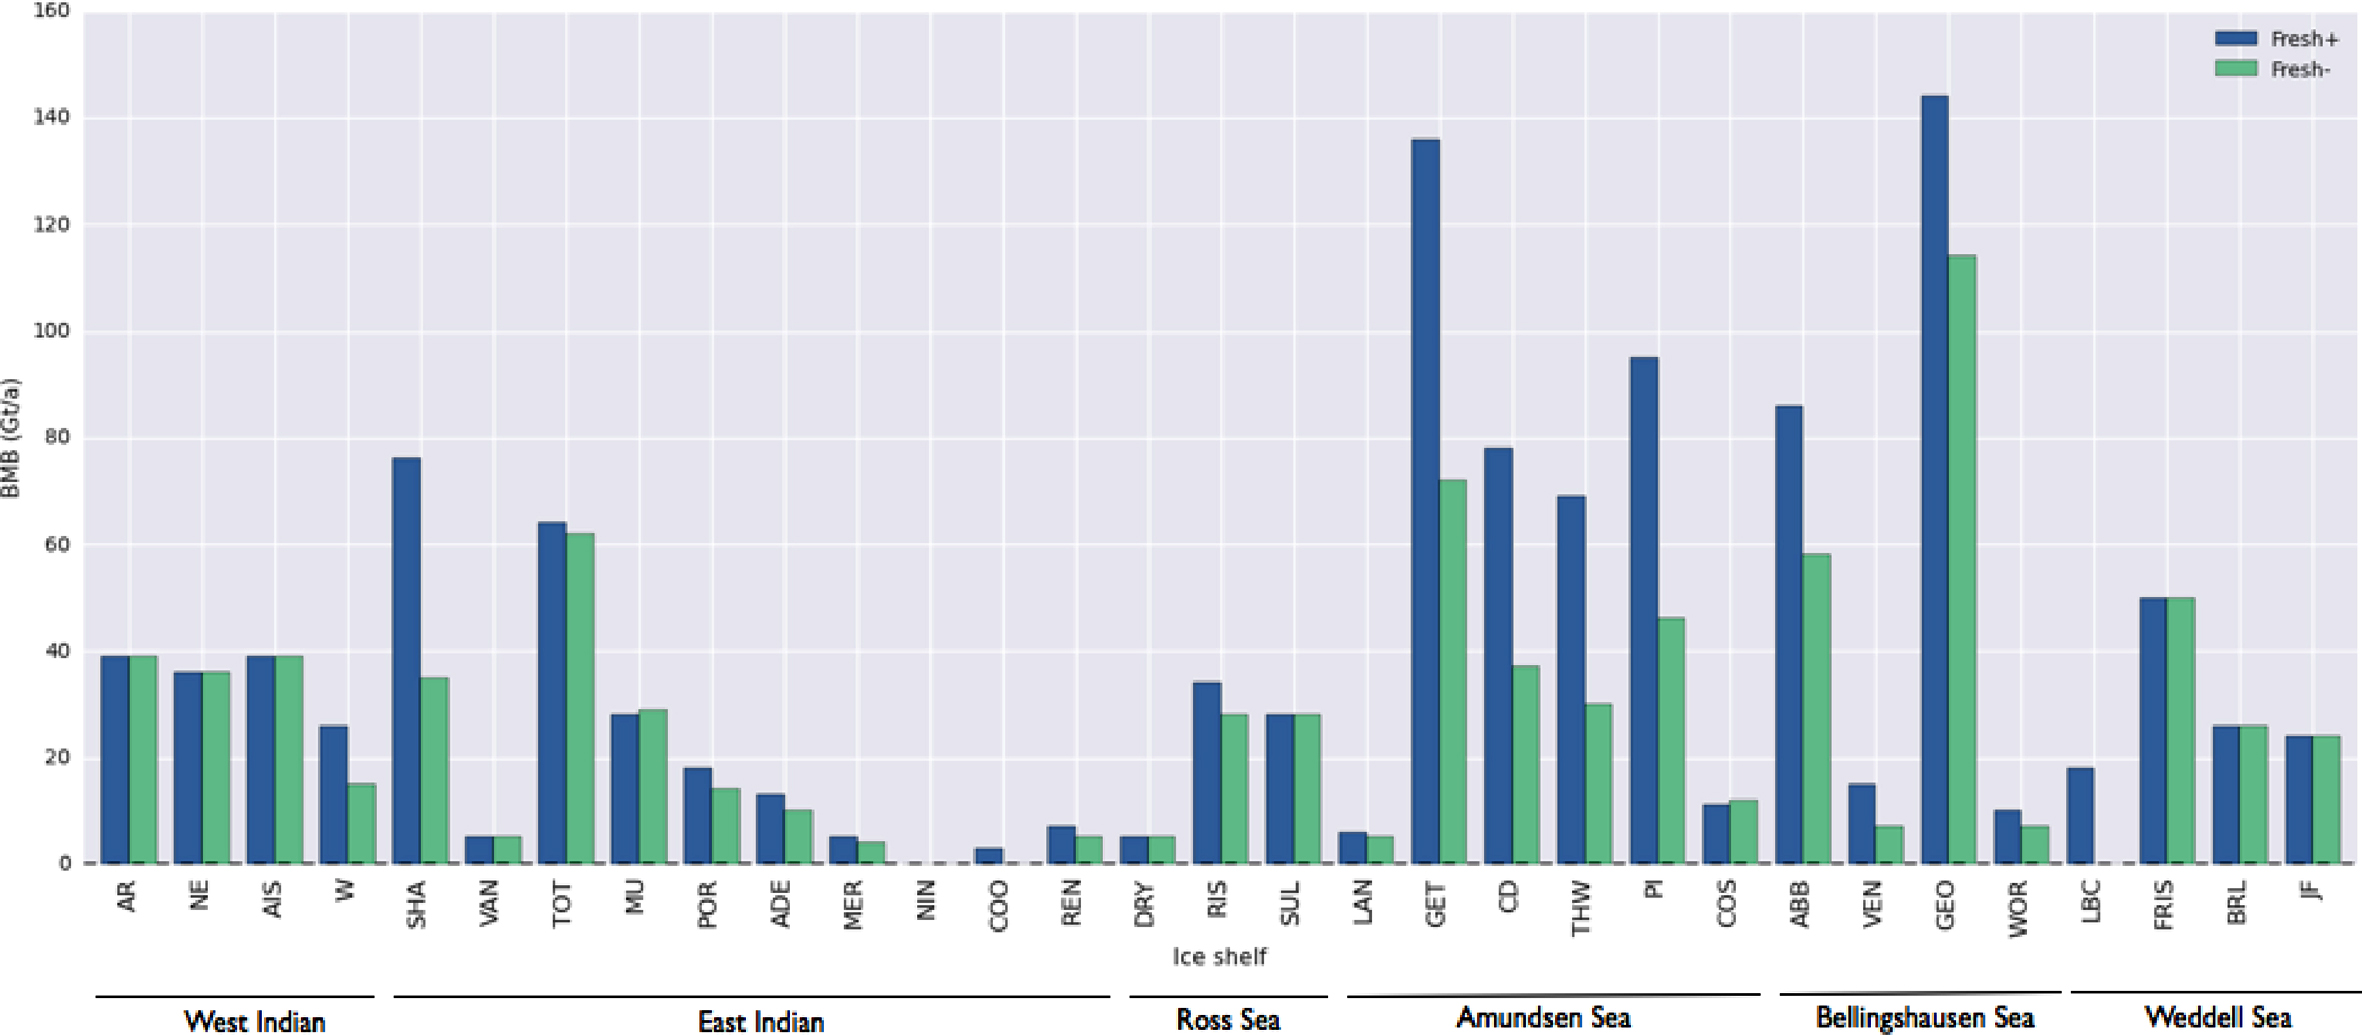 160
140
120
100
80
60
40
20
0
BMB (Gt/a)
Fresh+
Fresh-
AR NE AIS W SHA VAN TOT MU POR ADE MER NIN COO REN DRY RIS SUL LAN GET CD THW PI COS ABB VEN GEO WOR LBC FRIS BRL JF
Ice shelf
West Indian East Indian Ross Sea Amundsen Sea Bellingshausen Sea Weddell Sea